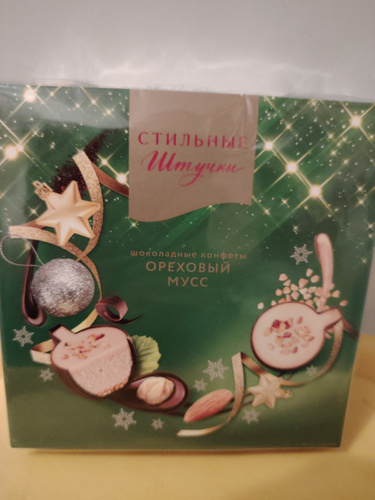 СТИЛЬНЫЕ
Штучки
шоколадные конфеты
ОРЕХОВЫЙ
МУСС